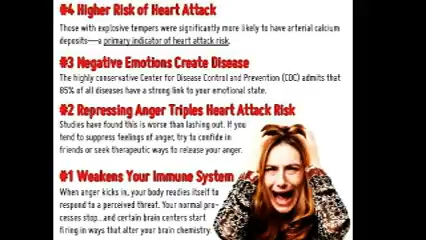 #4 Higher Risk of Heart Attack
Those with explosive tempers were significantly more likely to have arterial calcium
deposits—a primary indicator of heart attack risk.
#3 Negative Emotions Create Disease
The highly conservative Center for Disease Control and Prevention (CDC) admits that
85% of all diseases have a strong link to your emotional state.
#2 Repressing Anger Triples Heart Attack Risk
Studies have found this is worse than lashing out. If you
tend to suppress feelings of anger, try to confide in
friends or seek therapeutic ways to release your anger.
#1 Weakens Your Immune System
When anger kicks in, your body readies itself to
respond to a perceived threat. Your normal pro-
cesses stop...and certain brain centers start
firing in ways that alter your brain chemistry.